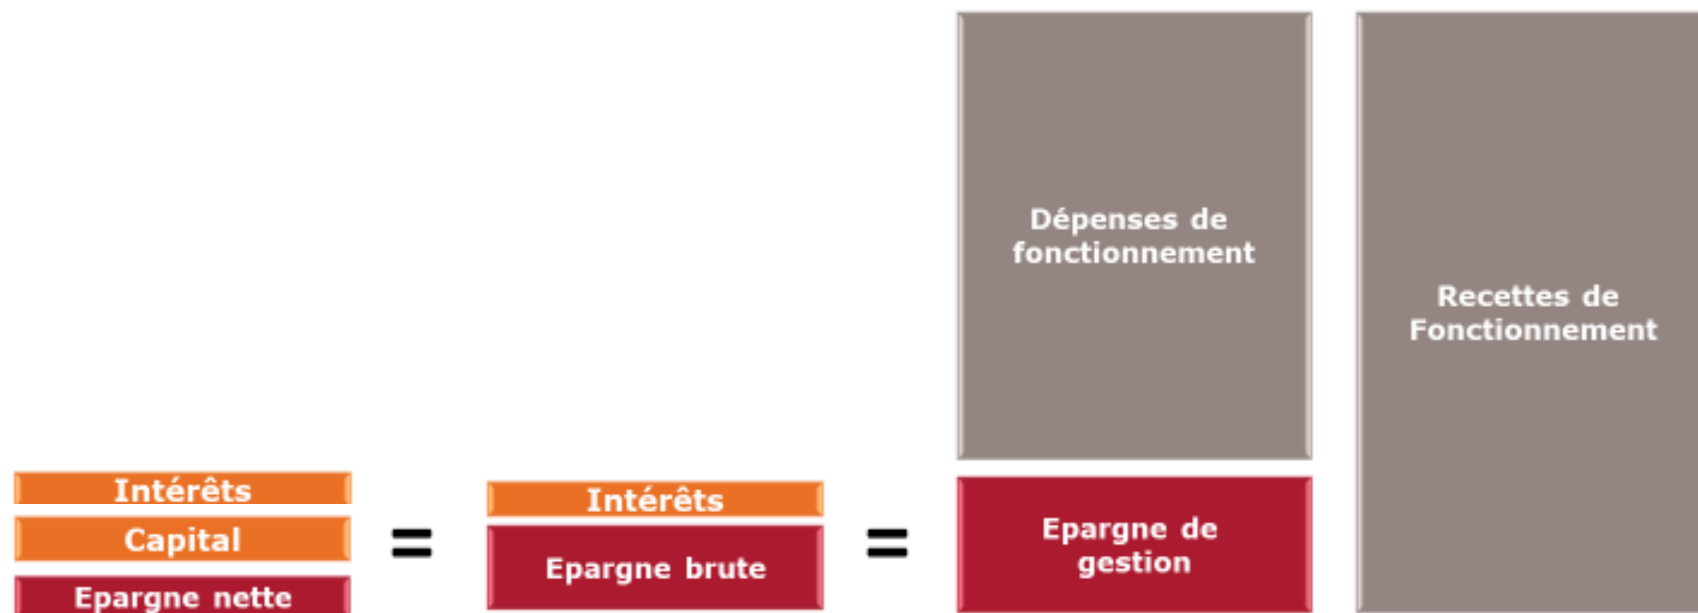 Dépenses de
fonctionnement
Recettes de
Fonctionnement
Intérêts
Capital
Epargne nette
=
Intérêts
Epargne brute
=
Epargne de
gestion